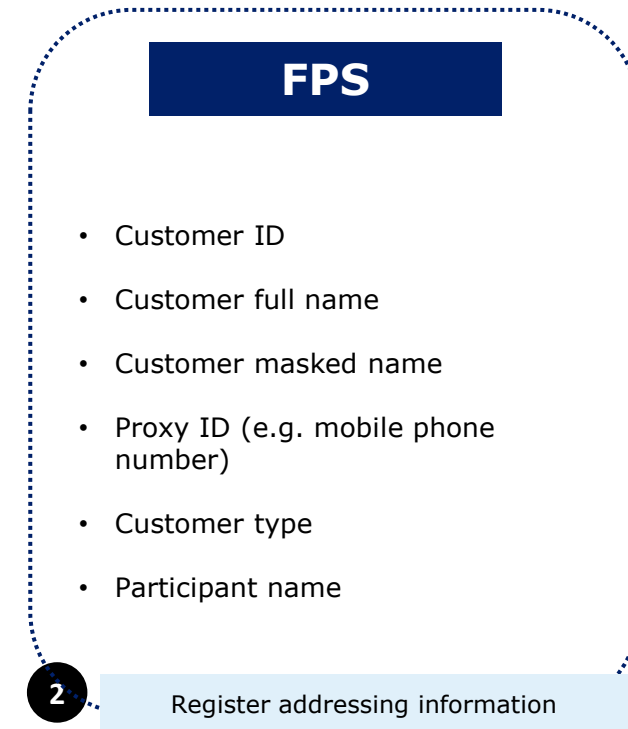 FPS
• Customer ID
• Customer full name
• Customer masked name
• Proxy ID (e.g. mobile phone
number)
• Customer type
• Participant name
2
Register addressing information